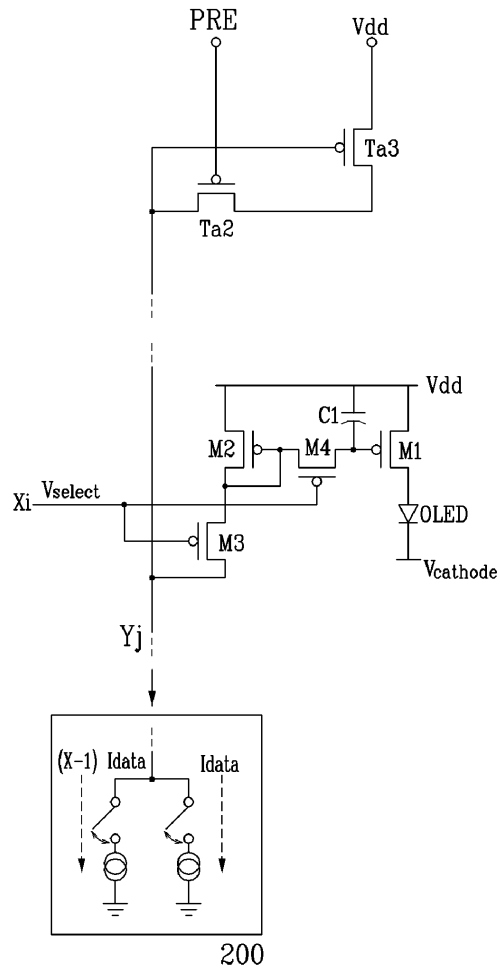 PRE
Vdd
Ta3
Ta2
Vdd
C1
M2
M4
M1
Xi
Vselect
OLED
M3
Vcathode
Yj
(X-1) Idata
Idata
200